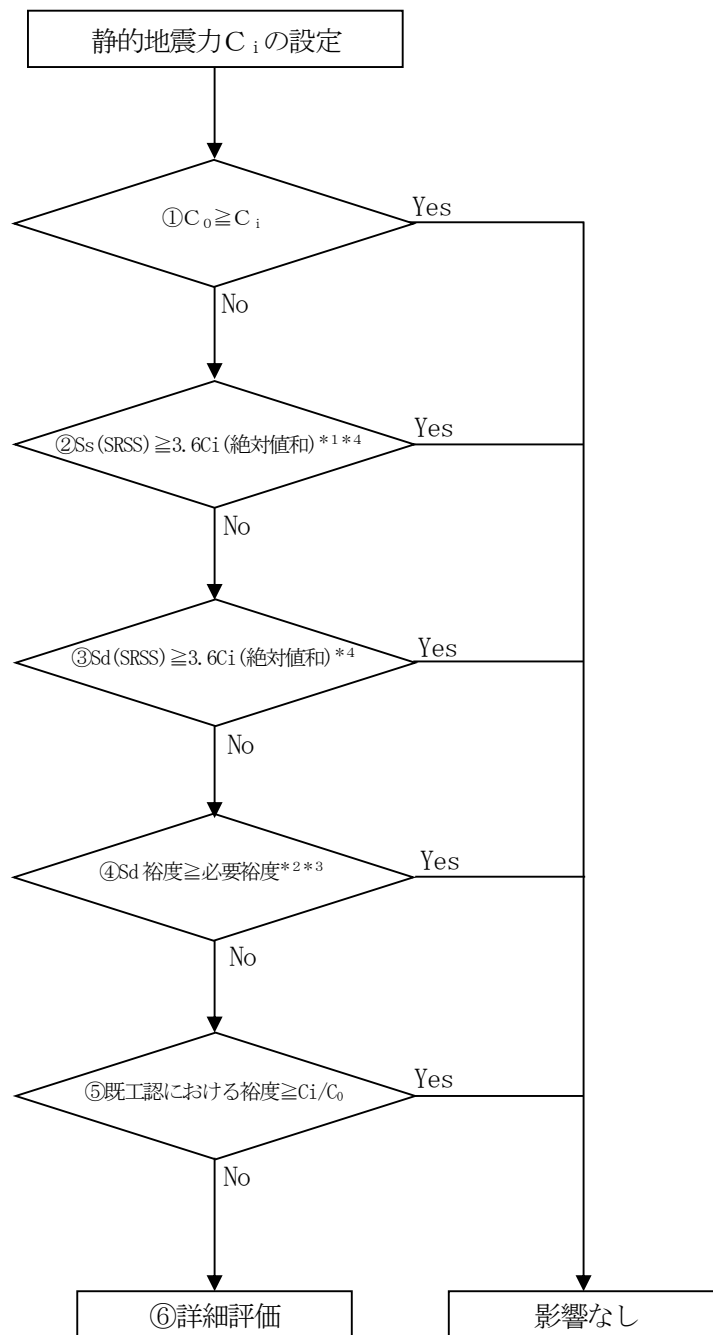 静的地震力Ｃｉの設定
①Ｃ₀≧Ｃｉ
Yes
No
②Ss(SRSS)≧3.6Ci(絶対値和)*1*4
Yes
No
③Sd(SRSS)≧3.6Ci(絶対値和)*4
Yes
No
④Sd 裕度≧必要裕度*2*3
Yes
No
⑤既工認における裕度≧Ci/C₀
Yes
No
⑥詳細評価
影響なし